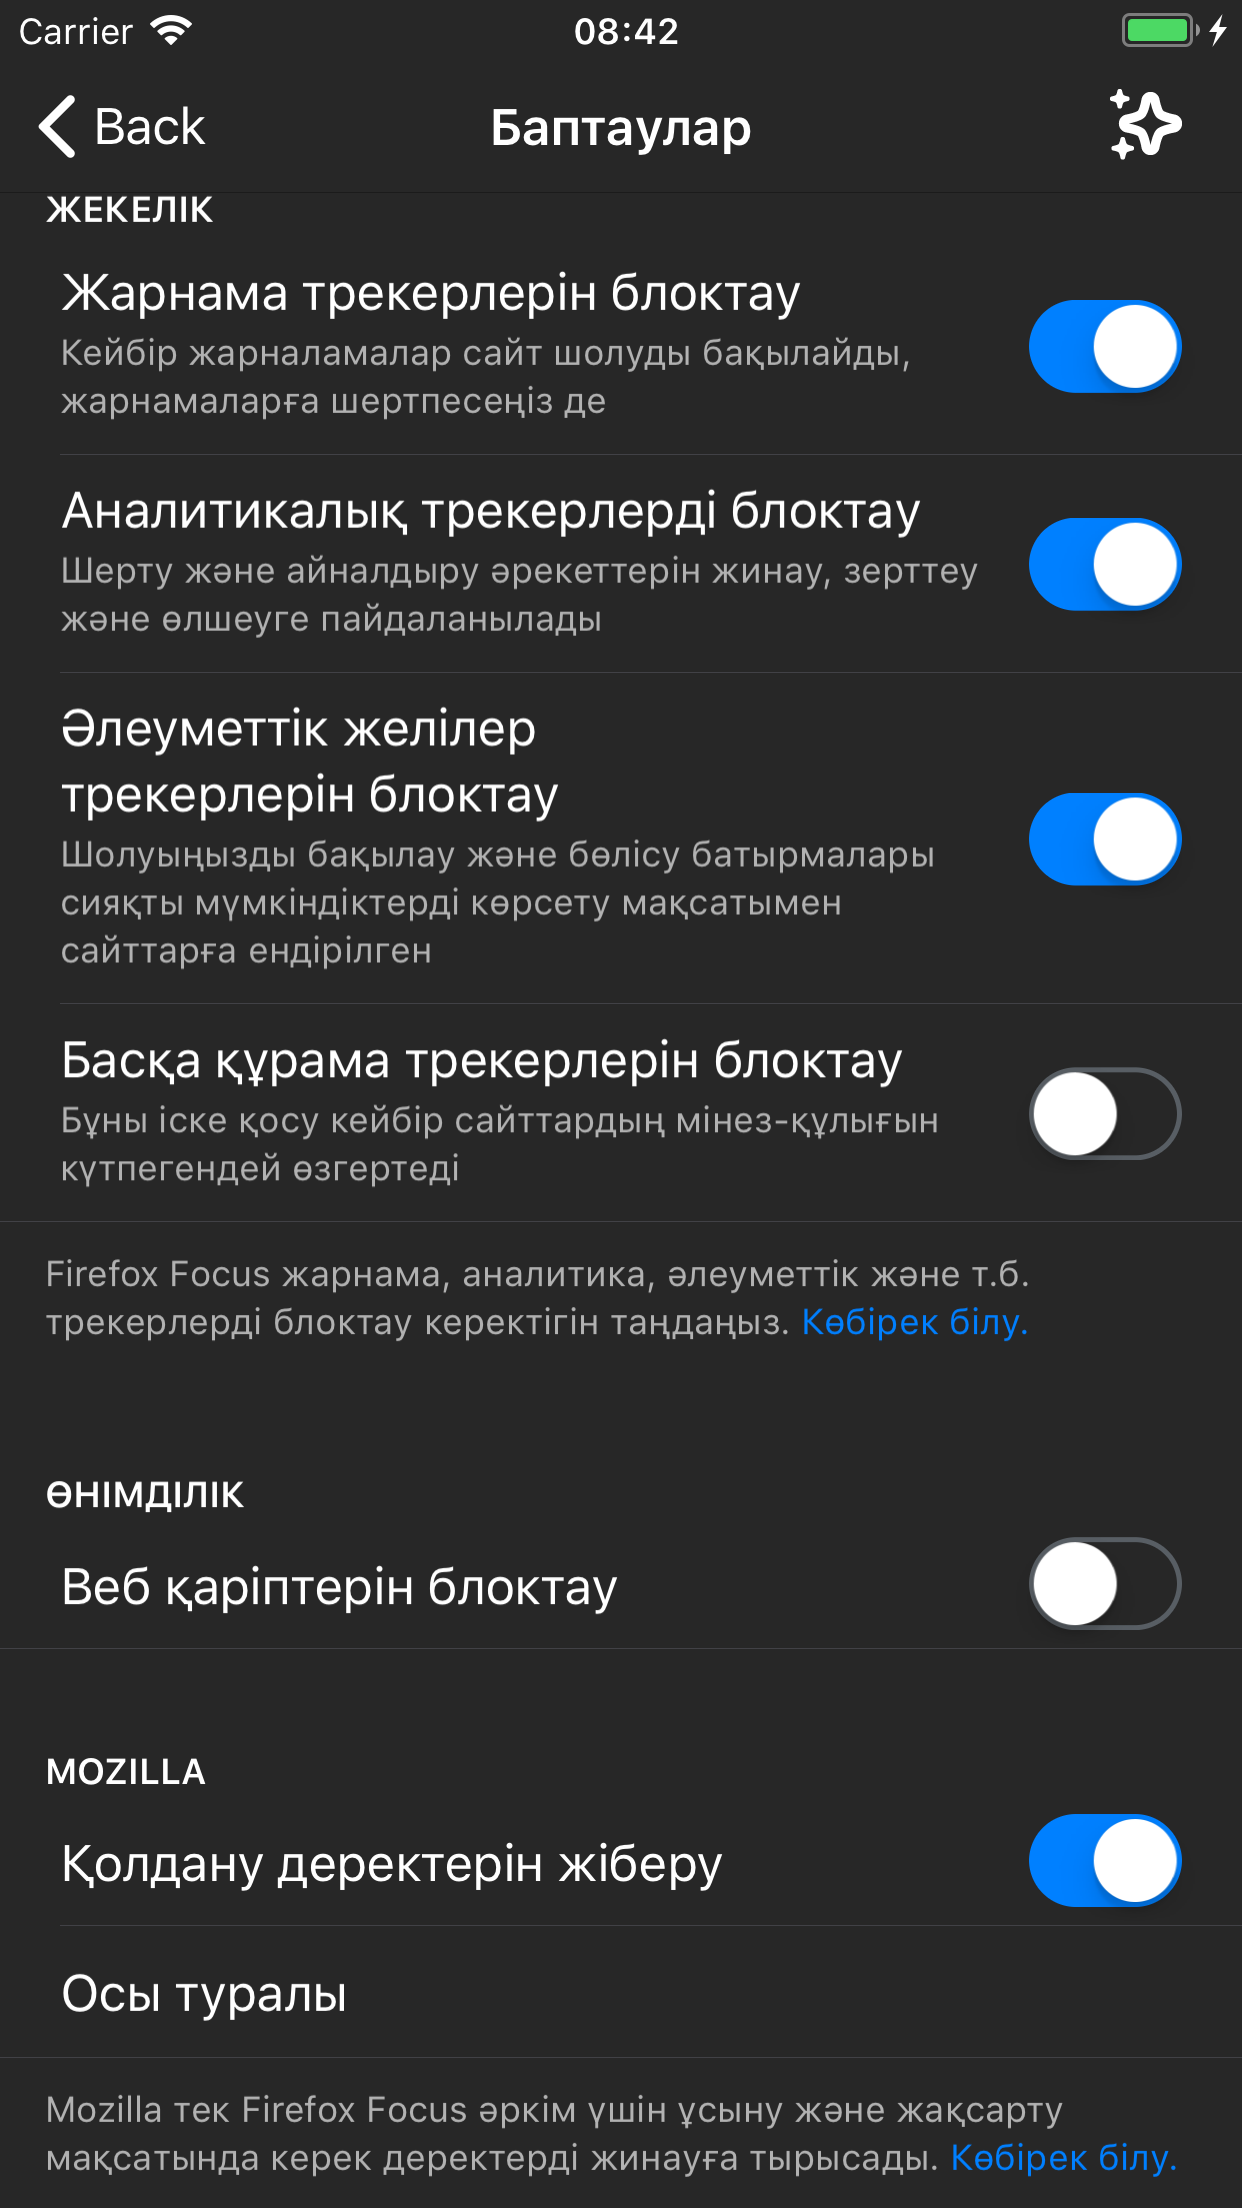 Carrier
08:42
Back
Баптаулар
ЖЕКЕЛІК
Жарнама трекерлерін блоктау
Кейбір жарналамалар сайт шолуды бақылайды,
жарнамаларға шертпесеңіз де
Аналитикалық трекерлерді блоктау
Шерту және айналдыру әрекеттерін жинау, зерттеу
және өлшеуге пайдаланылады
Әлеуметтік желілер
трекерлерін блоктау
Шолуыңызды бақылау және бөлісу батырмалары
сияқты мүмкіндіктерді көрсету мақсатымен
сайттарға ендірілген
Басқа құрама трекерлерін блоктау
Бұны іске қосу кейбір сайттардың мінез-құлығын
күтпегендей өзгертеді
Firefox Focus жарнама, аналитика, әлеуметтік және т.б.
трекерлерді блоктау керектігін таңдаңыз. Көбірек білу.
ӨНІМДІЛІК
Веб қаріптерін блоктау
MOZILLA
Қолдану деректерін жіберу
Осы туралы
Mozilla тек Firefox Focus әркім үшін ұсыну және жақсарту
мақсатында керек деректерді жинауға тырысады. Көбірек білу.